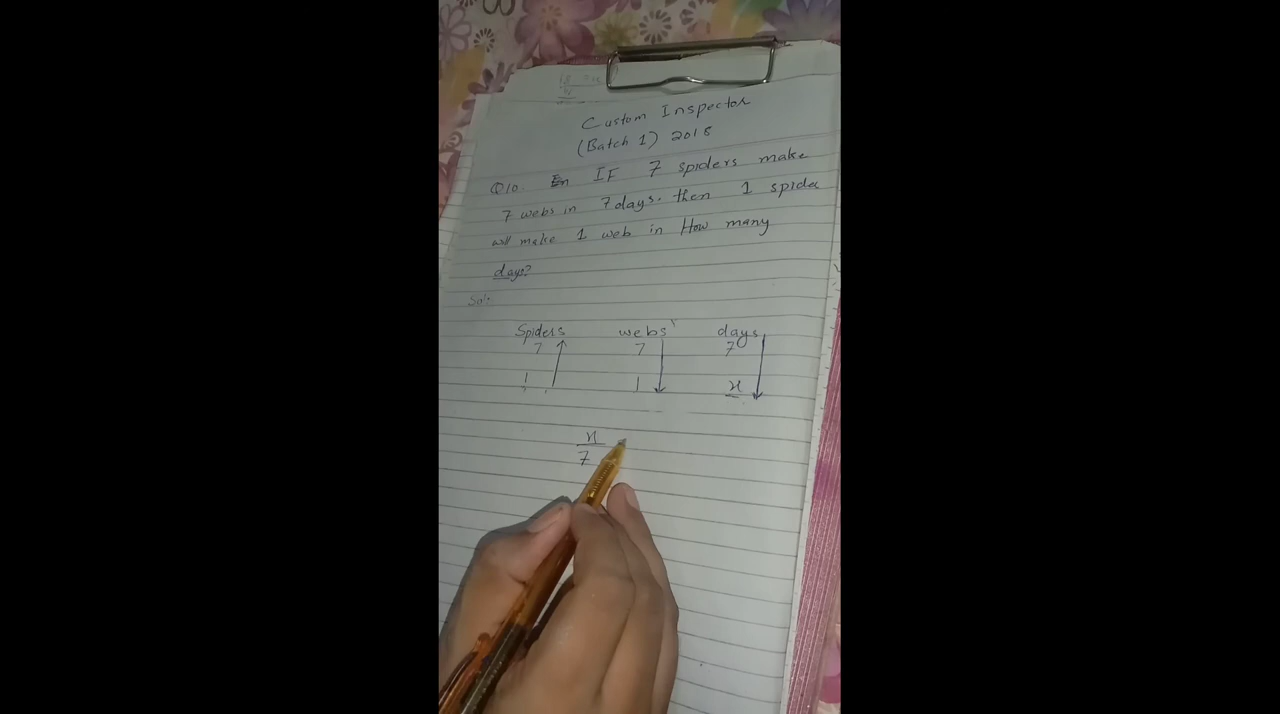 Custom Inspector
(Batch 1) 2018
Q10. En IF 7 spiders make
7 webs in 7 days. then 1 spider
will make 1 web in How many
days?
Sol:
Spiders webs days
7 7 7
1 1 x
x
7